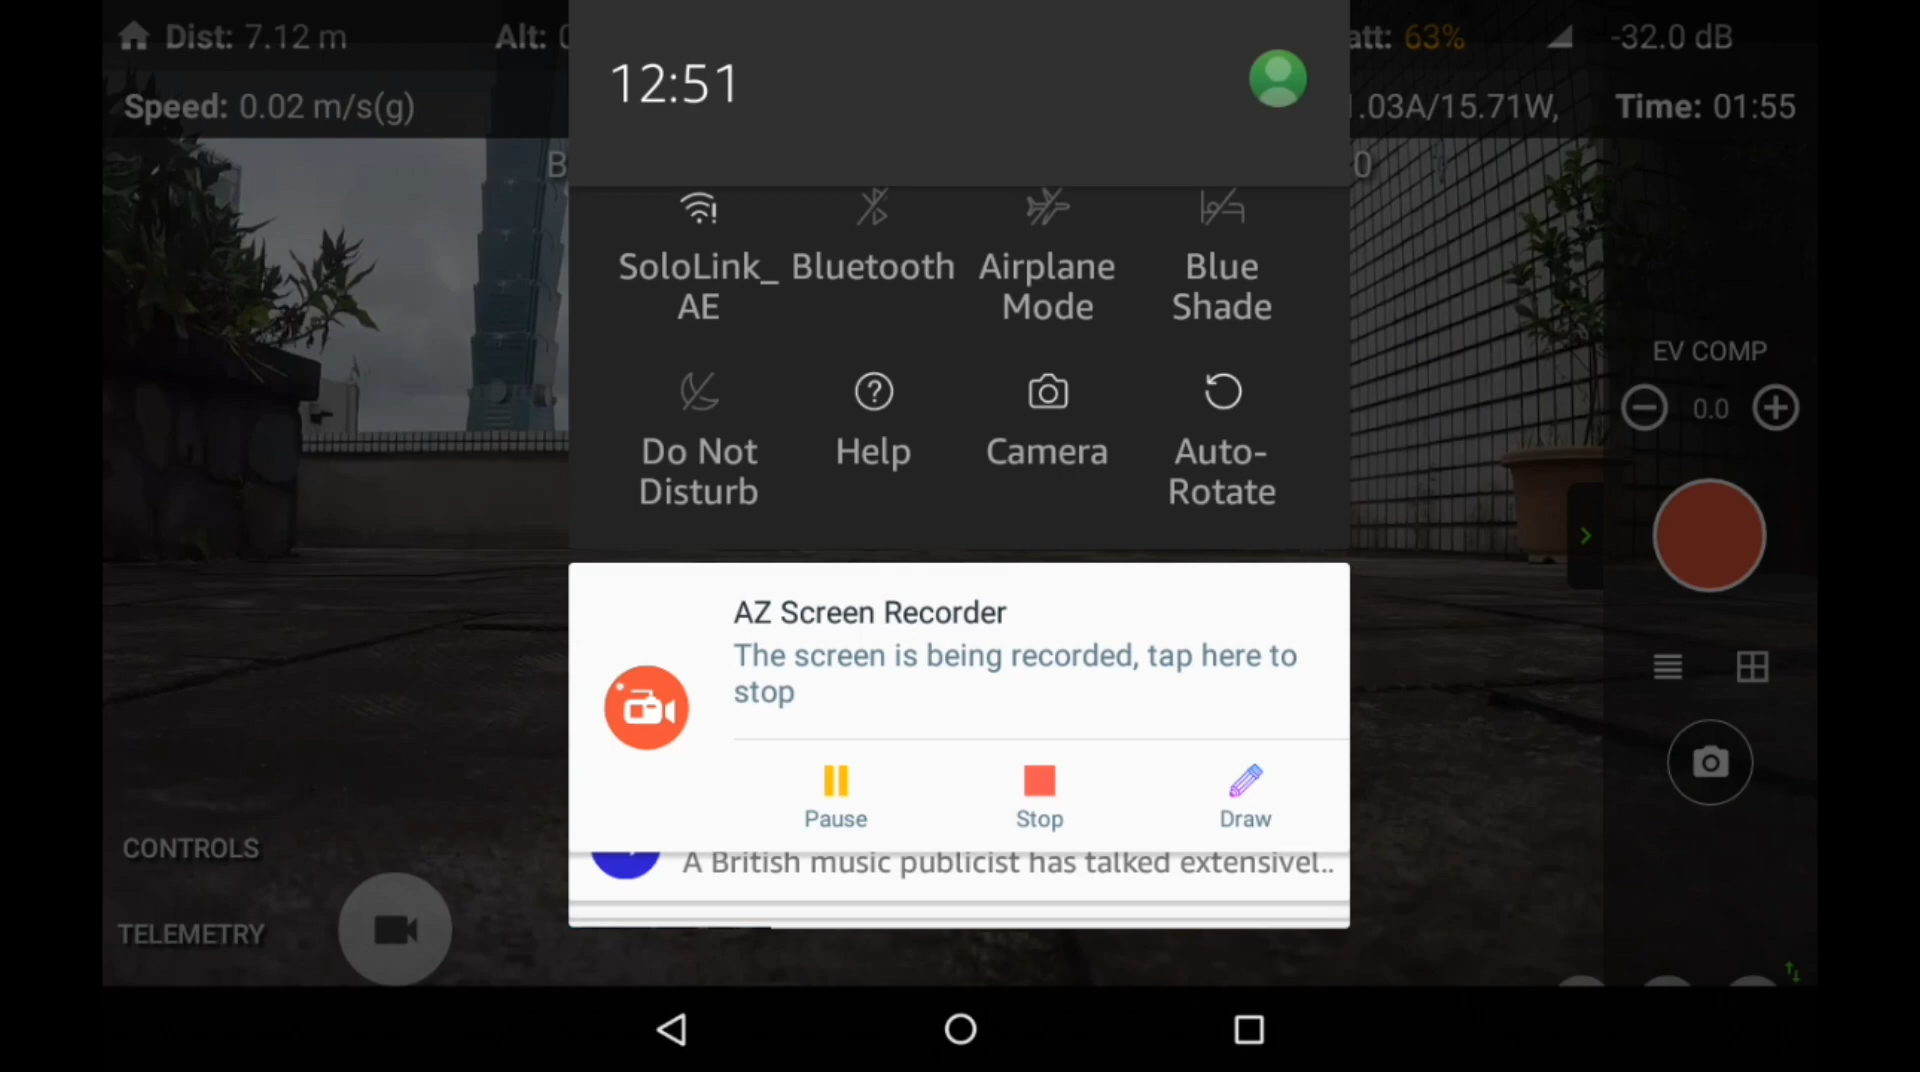 Dist: 7.12 m
Alt:
att: 63%
-32.0 dB
12:51
Speed: 0.02 m/s(g)
.03A/15.71W,
Time: 01:55
B
0
SoloLink_
AE
Bluetooth
Airplane
Mode
Blue
Shade
Do Not
Disturb
Help
Camera
Auto-
Rotate
EV COMP
0.0
AZ Screen Recorder
The screen is being recorded, tap here to
stop
Pause
Stop
Draw
A British music publicist has talked extensivel..
CONTROLS
TELEMETRY